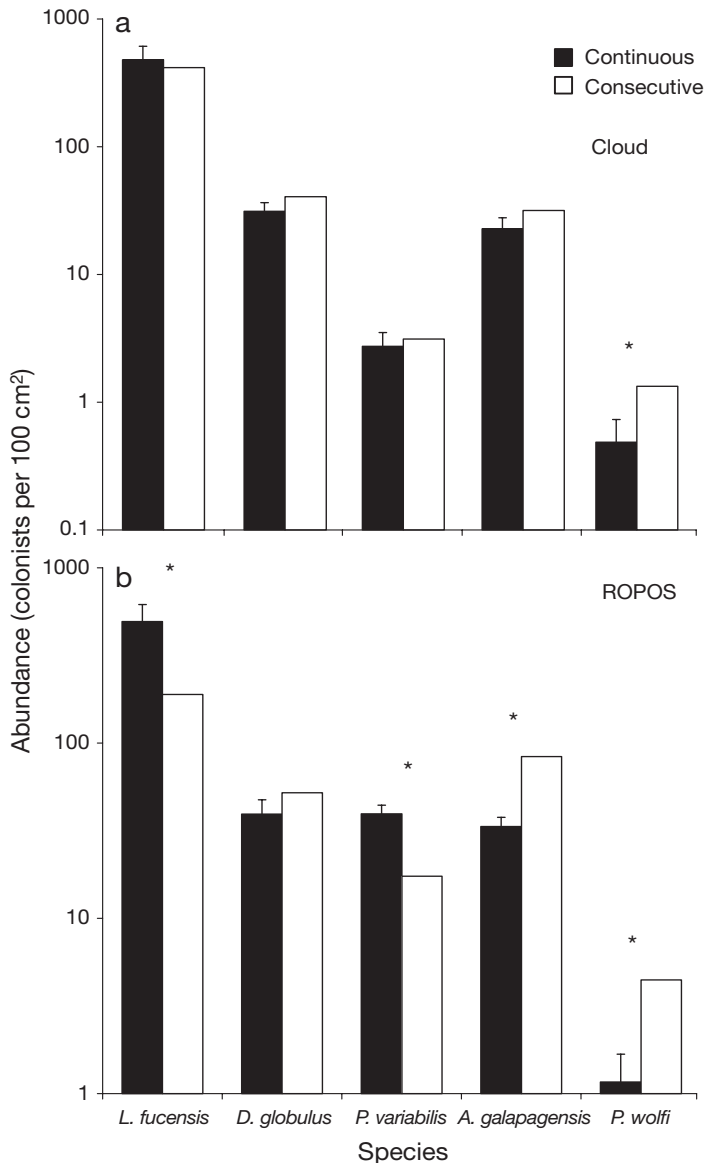 a
1000
100
10
1
0.1
Continuous
Consecutive
Cloud
*
b
1000
100
10
1
ROPOS
*
*
*
*
Abundance (colonists per 100 cm²)
L. fucensis D. globulus P. variabilis A. galapagensis P. wolfi
Species